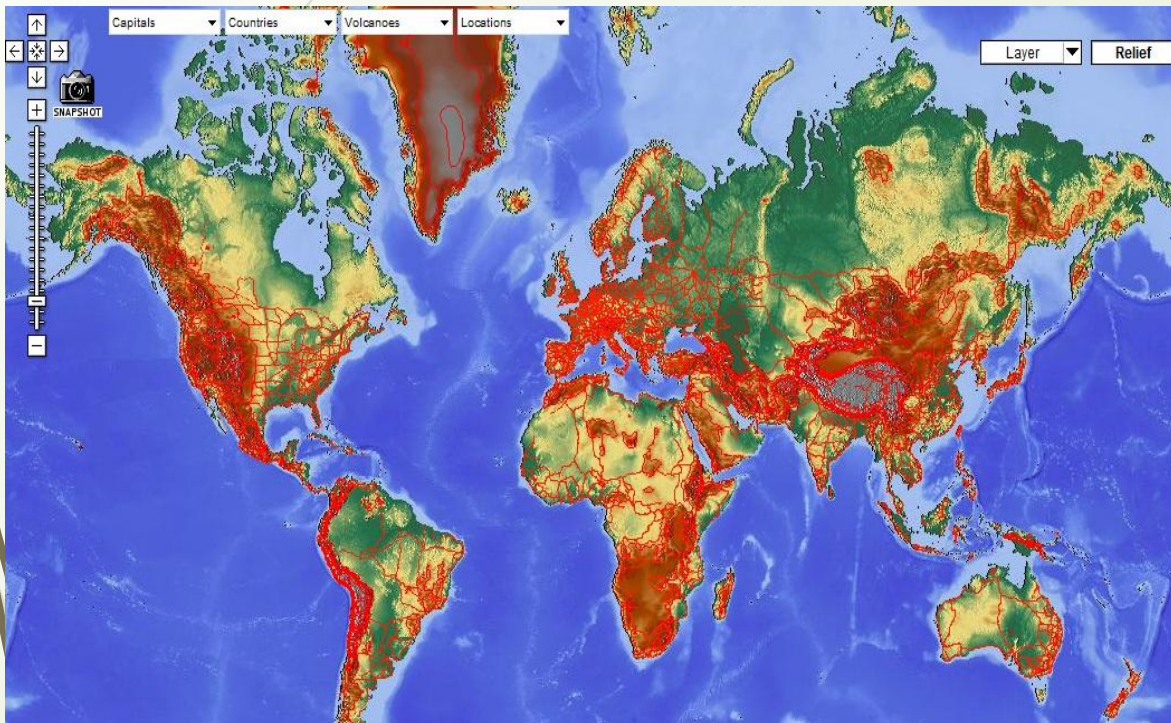 Capitals
Countries
Volcanoes
Locations
Layer
Relief
SNAPSHOT